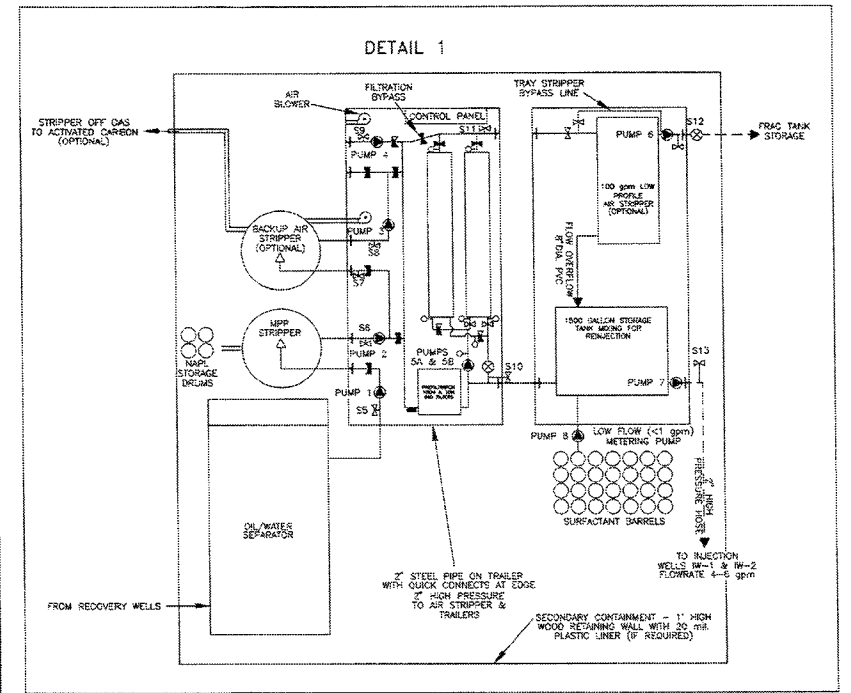 DETAIL 1
STRIPPER OFF GAS
TO ACTIVATED CARBON
(OPTIONAL)
AIR
BLOWER
FILTRATION
BYPASS
CONTROL PANEL
TRAY STRIPPER
BYPASS LINE
S9
PUMP 4
S11
PUMP 6
S12
FRAC TANK
STORAGE
100 gpm LOW
PROFILE
AIR STRIPPER
(OPTIONAL)
BACKUP AIR
STRIPPER
(OPTIONAL)
PUMP 3
S8
S7
FLOW OVERFLOW
8" DIA. PVC
MPP
STRIPPER
NAPL
STORAGE
DRUMS
S6
PUMP 2
PUMP 1
S5
PUMPS
5A & 5B
S10
1500 GALLON STORAGE
TANK MIXING FOR
REINJECTION
PUMP 7
S13
PUMP 8
LOW FLOW (<1 gpm)
METERING PUMP
2" HIGH
PRESSURE HOSE
SURFACTANT BARRELS
OIL/WATER
SEPARATOR
TO INJECTION
WELLS IW-1 & IW-2
FLOWRATE 4-6 gpm
2" STEEL PIPE ON TRAILER
WITH QUICK CONNECTS AT EDGE
2" HIGH PRESSURE
TO AIR STRIPPER &
TRAILERS
FROM RECOVERY WELLS
SECONDARY CONTAINMENT - 1' HIGH
WOOD RETAINING WALL WITH 20 mil.
PLASTIC LINER (IF REQUIRED)